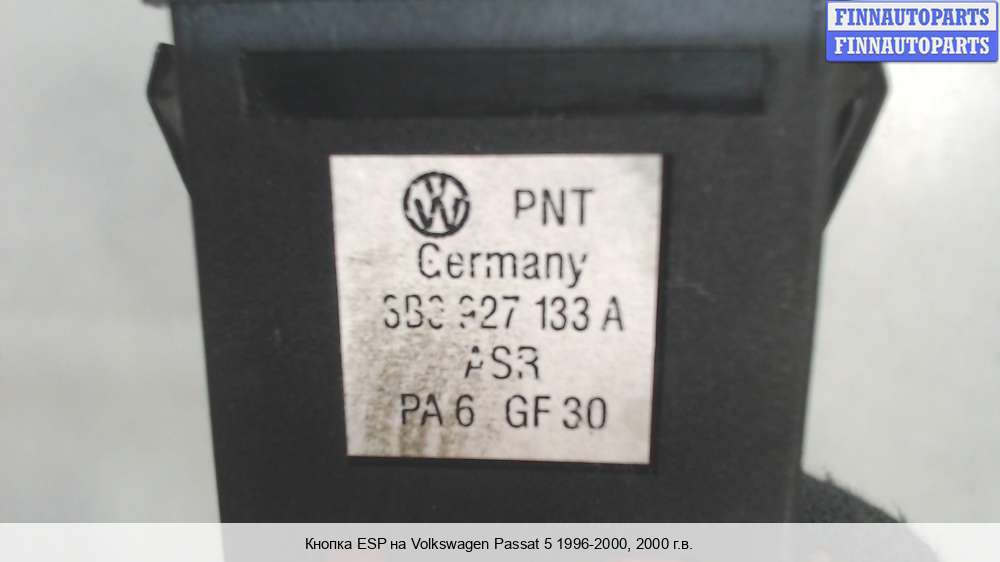 FINNAUTOPARTS
FINNAUTOPARTS
VW PNT
Germany
927 133 A
ASR
PA 6 GF 30
Кнопка ESP на Volkswagen Passat 5 1996-2000, 2000 г.в.